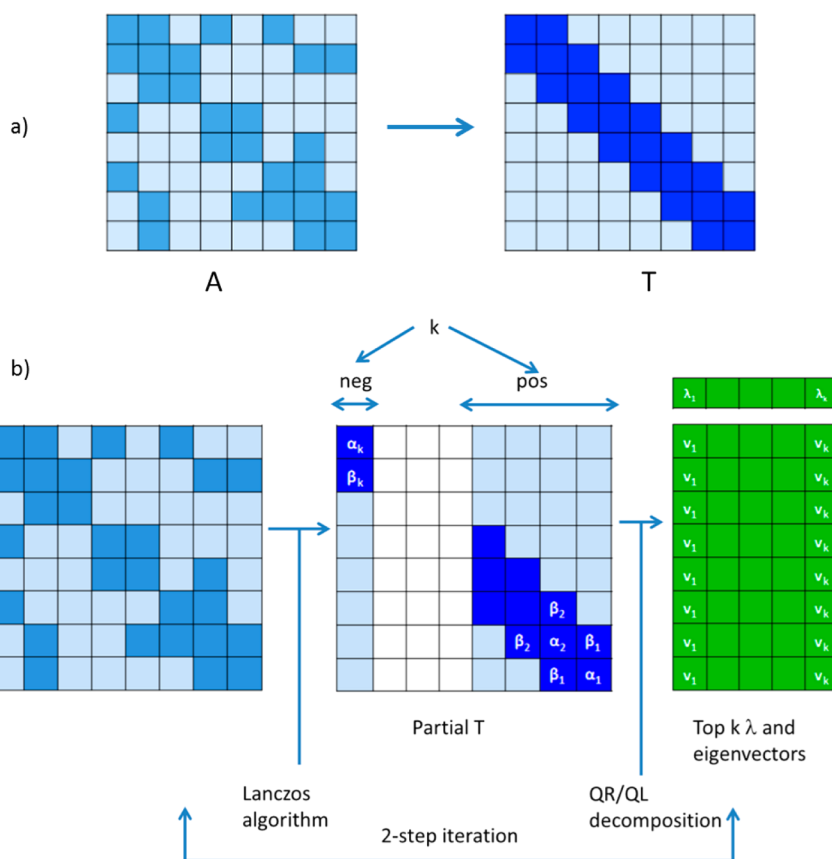 a)
A T
k
b)
neg pos
λ₁ λₖ
αₖ v₁ vₖ
βₖ v₁ vₖ
v₁ vₖ
v₁ vₖ
v₁ vₖ
β₂ v₁ vₖ
β₂ α₂ β₁ v₁ vₖ
β₁ α₁ v₁ vₖ
Partial T
Top k λ and
eigenvectors
Lanczos
algorithm
QR/QL
decomposition
2-step iteration